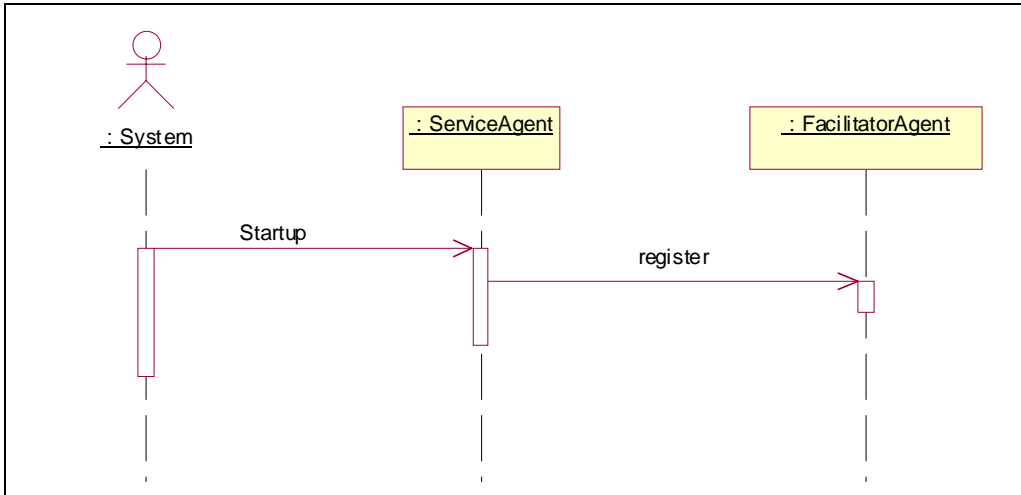 : System
: ServiceAgent
: FacilitatorAgent
Startup
register